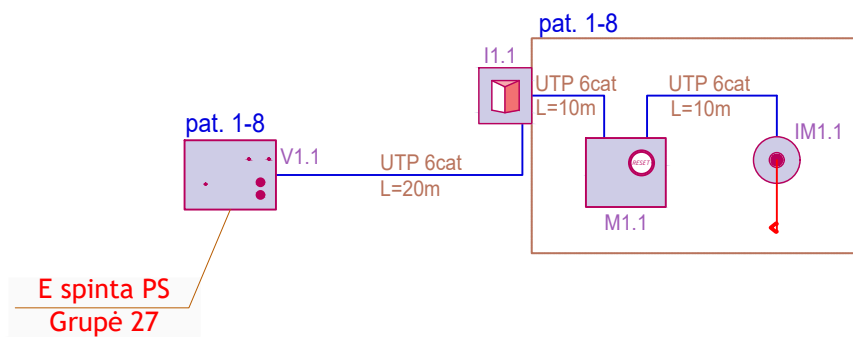 pat. 1-8
I1.1
UTP 6cat
L=10m
UTP 6cat
L=10m
IM1.1
pat. 1-8
V1.1
UTP 6cat
L=20m
RESET
M1.1
E spinta PS
Grupė 27